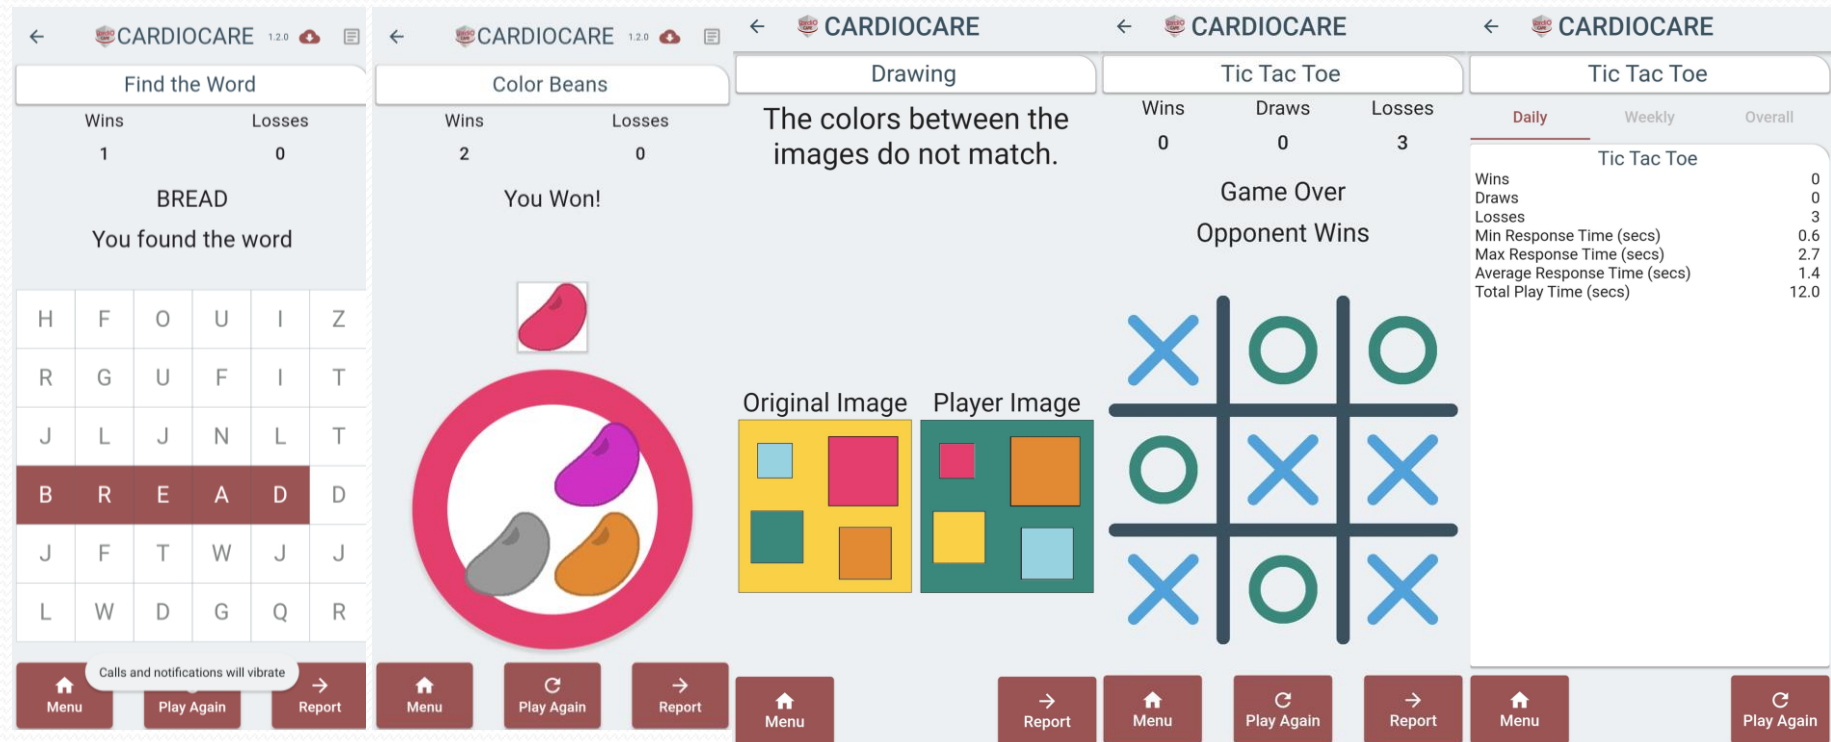 CARDIOCARE 1.2.0
Find the Word
Wins Losses
1 0
BREAD
You found the word
H F O U I Z
R G U F I T
J L J N L T
B R E A D D
J F T W J J
L W D G Q R
Calls and notifications will vibrate
Menu Play Again Report
CARDIOCARE 1.2.0
Color Beans
Wins Losses
2 0
You Won!
Menu Play Again Report
CARDIOCARE
Drawing
The colors between the
images do not match.
Original Image Player Image
Menu Report
CARDIOCARE
Tic Tac Toe
Wins Draws Losses
0 0 3
Game Over
Opponent Wins
Menu Play Again Report
CARDIOCARE
Tic Tac Toe
Daily Weekly Overall
Tic Tac Toe
Wins 0
Draws 0
Losses 3
Min Response Time (secs) 0.6
Max Response Time (secs) 2.7
Average Response Time (secs) 1.4
Total Play Time (secs) 12.0
Menu Play Again